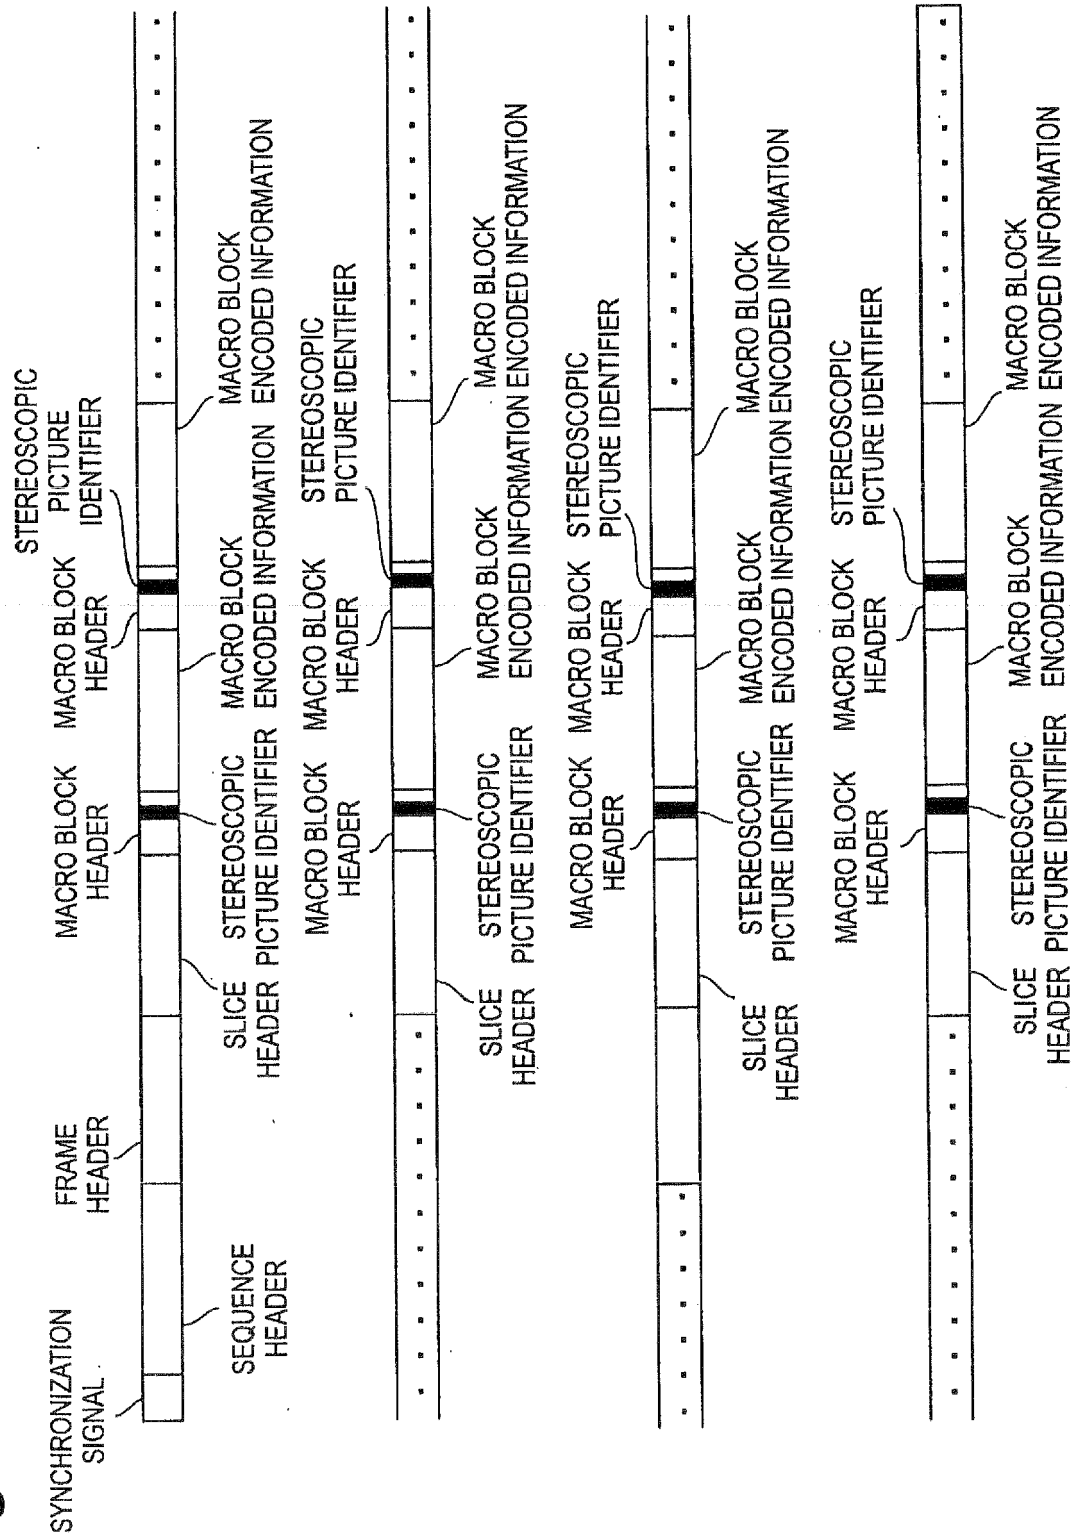 SYNCHRONIZATION
SIGNAL
SEQUENCE
HEADER
FRAME
HEADER
SLICE
HEADER
MACRO BLOCK
HEADER
STEREOSCOPIC
PICTURE IDENTIFIER
MACRO BLOCK
ENCODED INFORMATION
MACRO BLOCK
HEADER
STEREOSCOPIC
PICTURE
IDENTIFIER
MACRO BLOCK
ENCODED INFORMATION
SLICE
HEADER
MACRO BLOCK
HEADER
STEREOSCOPIC
PICTURE IDENTIFIER
MACRO BLOCK
ENCODED INFORMATION
MACRO BLOCK
HEADER
STEREOSCOPIC
PICTURE IDENTIFIER
MACRO BLOCK
ENCODED INFORMATION
SLICE
HEADER
MACRO BLOCK
HEADER
STEREOSCOPIC
PICTURE IDENTIFIER
MACRO BLOCK
ENCODED INFORMATION
MACRO BLOCK
HEADER
STEREOSCOPIC
PICTURE IDENTIFIER
MACRO BLOCK
ENCODED INFORMATION
SLICE
HEADER
MACRO BLOCK
HEADER
STEREOSCOPIC
PICTURE IDENTIFIER
MACRO BLOCK
ENCODED INFORMATION
MACRO BLOCK
HEADER
STEREOSCOPIC
PICTURE IDENTIFIER
MACRO BLOCK
ENCODED INFORMATION